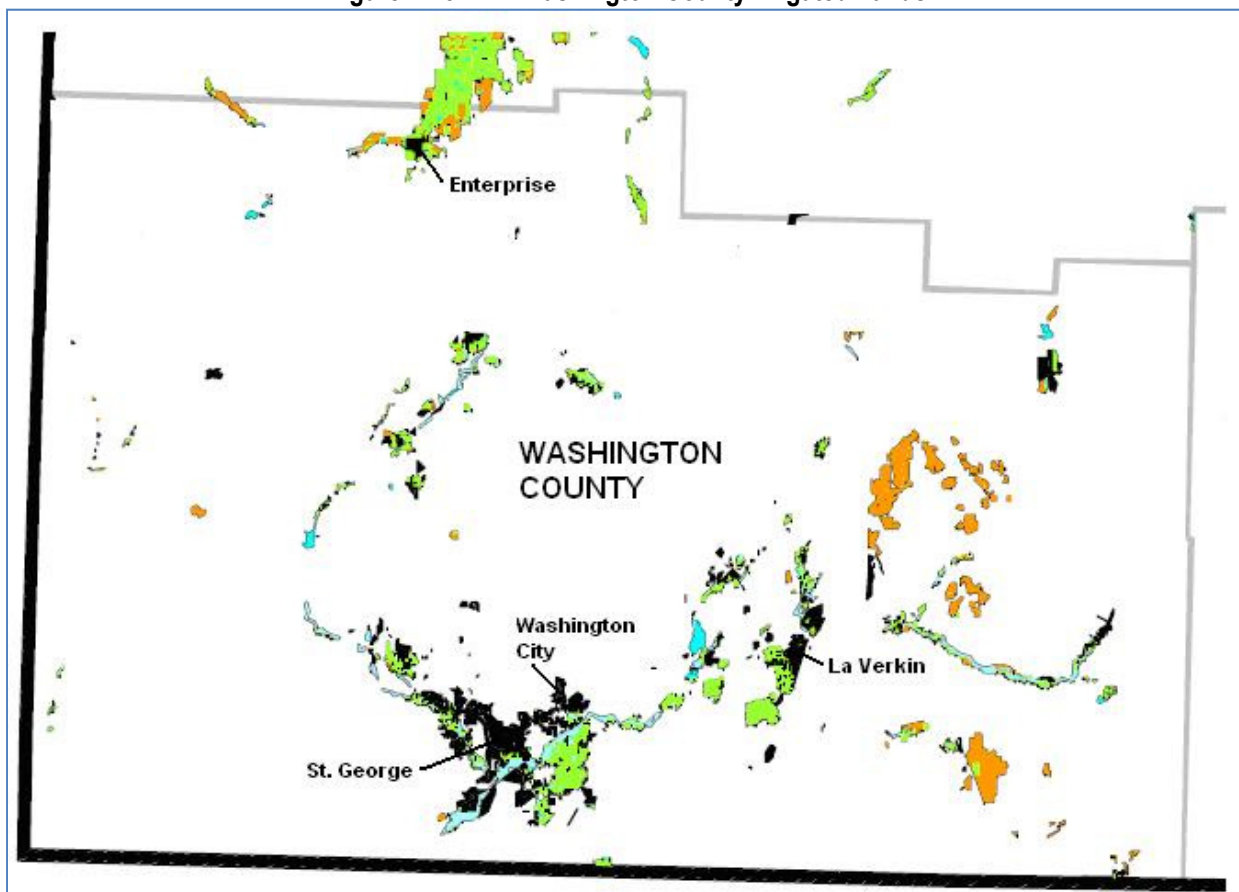 Enterprise
WASHINGTON
COUNTY
Washington
City
La Verkin
St. George